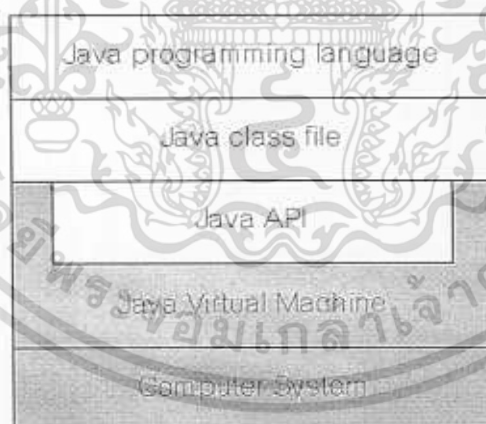 Java programming language
Java class file
Java API
Java Virtual Machine
Computer System